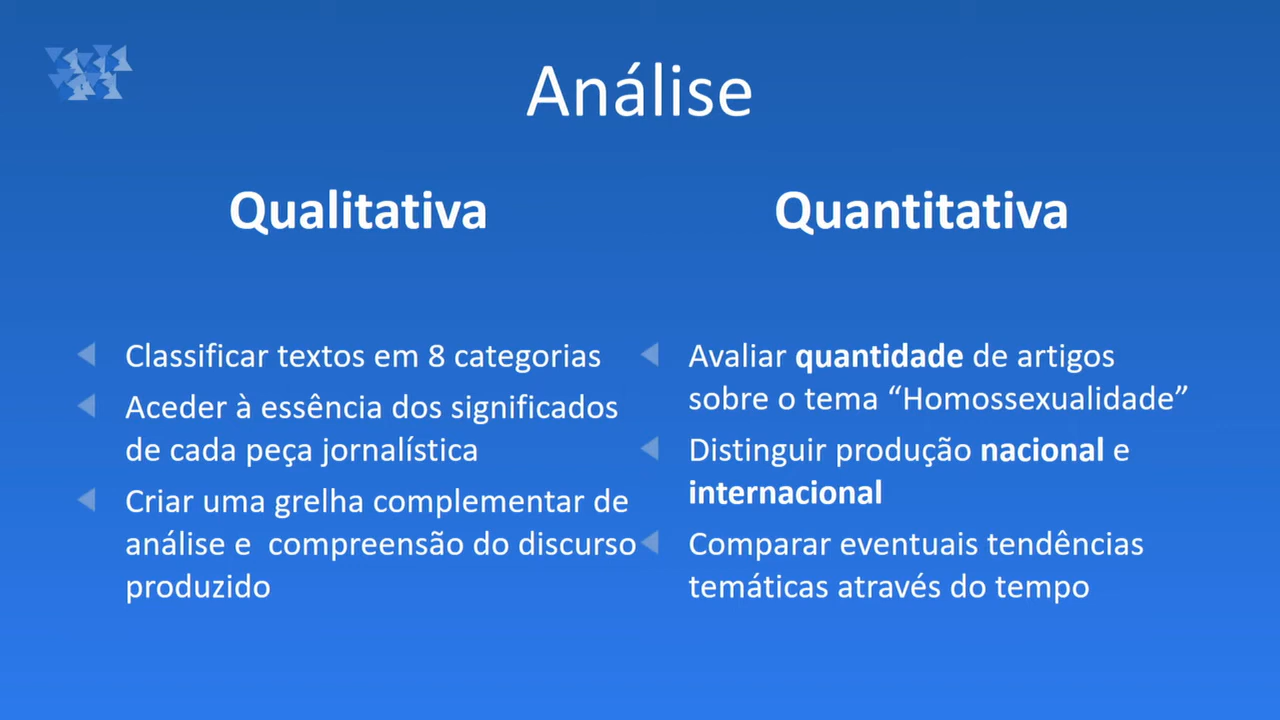 Análise
Qualitativa
Classificar textos em 8 categorias
Aceder à essência dos significados
de cada peça jornalística
Criar uma grelha complementar de
análise e  compreensão do discurso
produzido
Quantitativa
Avaliar quantidade de artigos
sobre o tema “Homossexualidade”
Distinguir produção nacional e
internacional
Comparar eventuais tendências
temáticas através do tempo